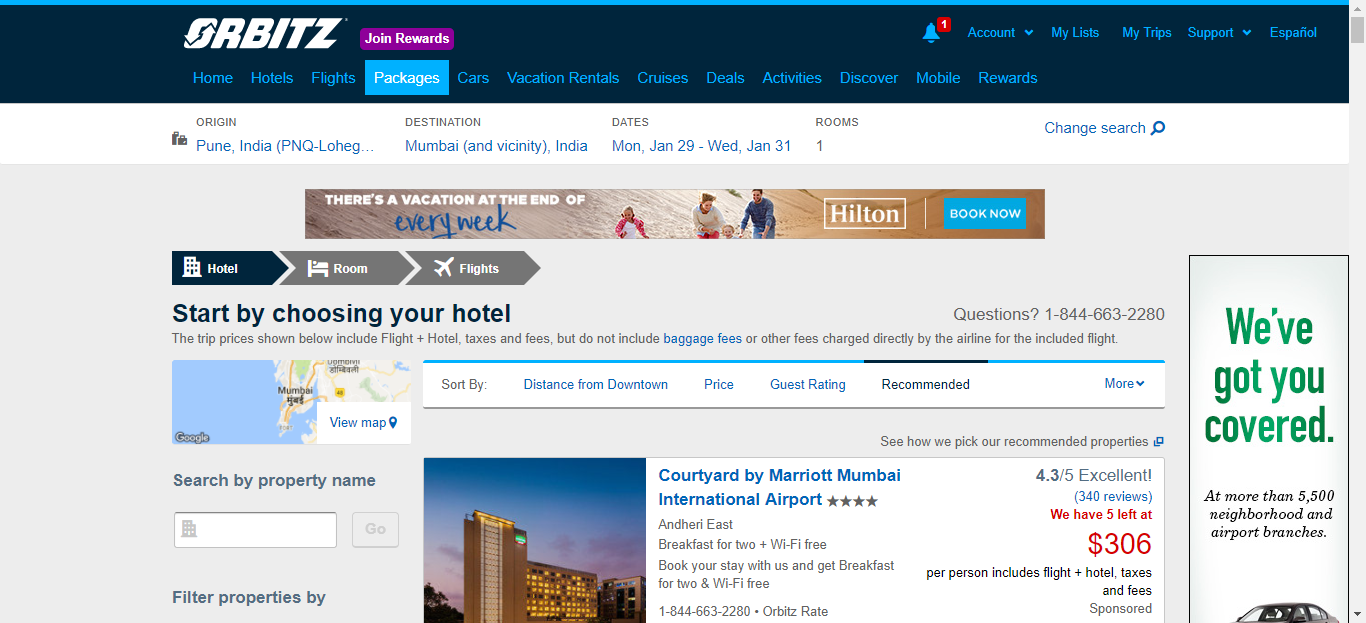 ORBITZ
Join Rewards
1
Account
My Lists
My Trips
Support
Español
Home
Hotels
Flights
Packages
Cars
Vacation Rentals
Cruises
Deals
Activities
Discover
Mobile
Rewards
ORIGIN
Pune, India (PNQ-Loheg…
DESTINATION
Mumbai (and vicinity), India
DATES
Mon, Jan 29 - Wed, Jan 31
ROOMS
1
Change search
THERE'S A VACATION AT THE END OF
every week
Hilton
BOOK NOW
Hotel
Room
Flights
Start by choosing your hotel
Questions? 1-844-663-2280
The trip prices shown below include Flight + Hotel, taxes and fees, but do not include baggage fees or other fees charged directly by the airline for the included flight.
Dombivli
डोंबिवली
Mumbai
मुंबई
48
Google
View map
Sort By:
Distance from Downtown
Price
Guest Rating
Recommended
More
See how we pick our recommended properties
Search by property name
Go
Filter properties by
Courtyard by Marriott Mumbai
International Airport
Andheri East
Breakfast for two + Wi-Fi free
Book your stay with us and get Breakfast
for two & Wi-Fi free
1-844-663-2280 • Orbitz Rate
4.3/5 Excellent!
(340 reviews)
We have 5 left at
$306
per person includes flight + hotel, taxes
and fees
Sponsored
We've
got you
covered.
At more than 5,500
neighborhood and
airport branches.